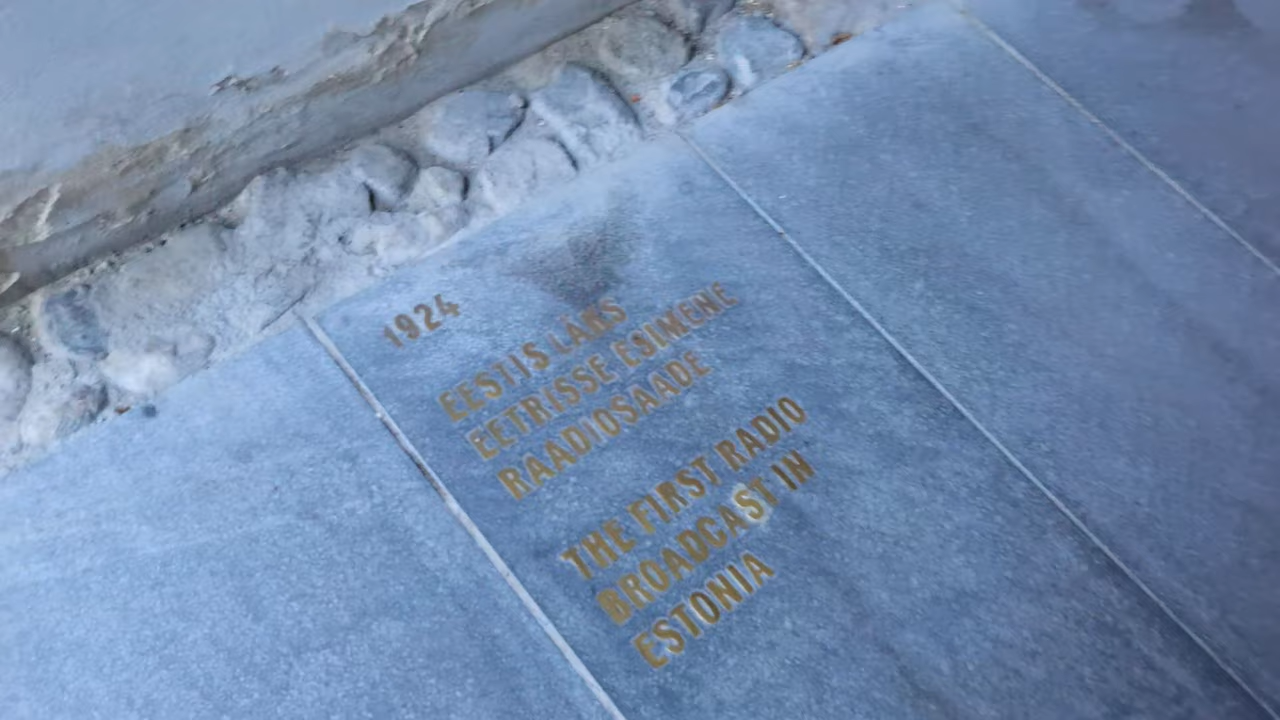 1924
EESTIS LÄKS
EETRISSE ESIMENE
RAADIOSAADE
THE FIRST RADIO
BROADCAST IN
ESTONIA